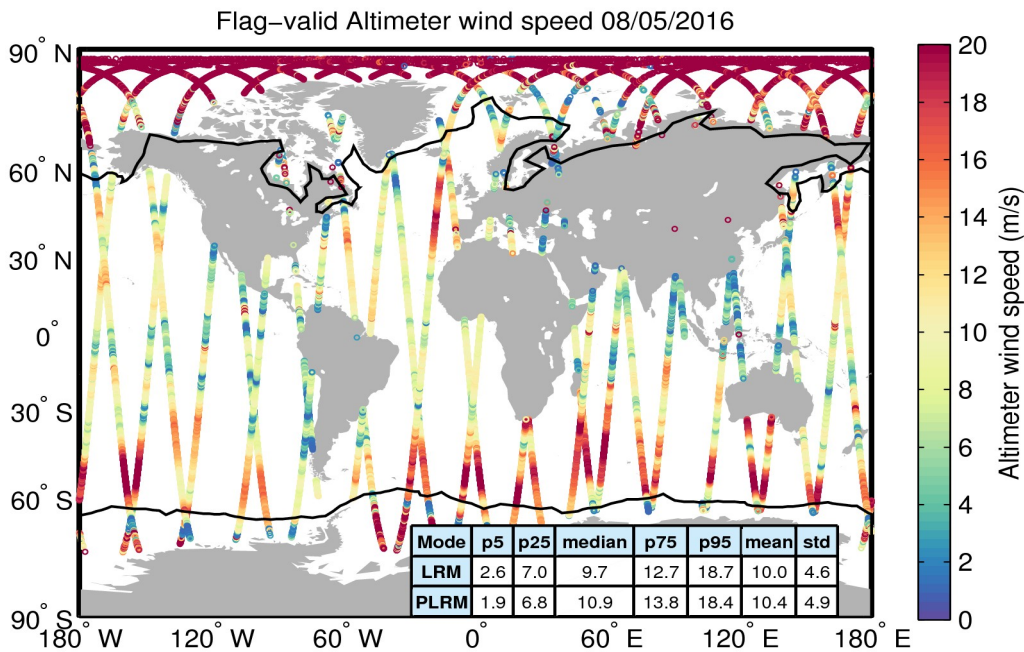 Flag−valid Altimeter wind speed 08/05/2016
90° N
60° N
30° N
0°
30° S
60° S
90° S
180° W
120° W
60° W
0°
60° E
120° E
180° E
Mode p5 p25 median p75 p95 mean std
LRM 2.6 7.0 9.7 12.7 18.7 10.0 4.6
PLRM 1.9 6.8 10.9 13.8 18.4 10.4 4.9
20
18
16
14
12
10
8
6
4
2
0
Altimeter wind speed (m/s)